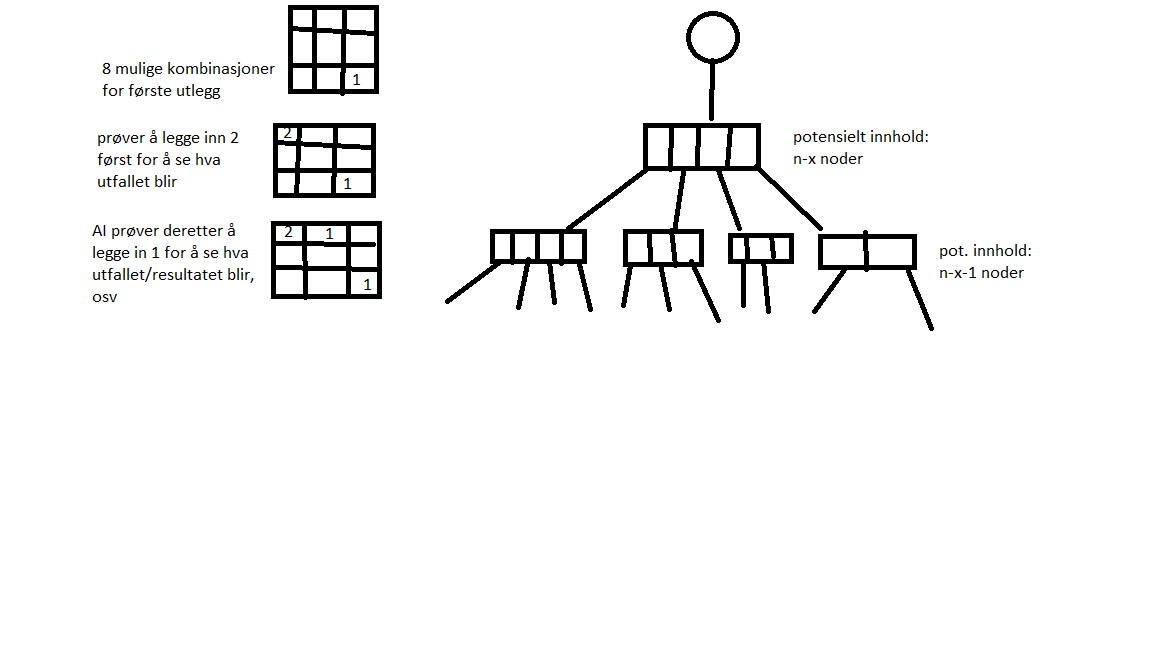 1
8 mulige kombinasjoner
for første utlegg
2
prøver å legge inn 2
først for å se hva
utfallet blir
1
AI prøver deretter å
legge in 1 for å se hva
utfallet/resultatet blir,
osv
2 1
1
potensielt innhold:
n-x noder
pot. innhold:
n-x-1 noder